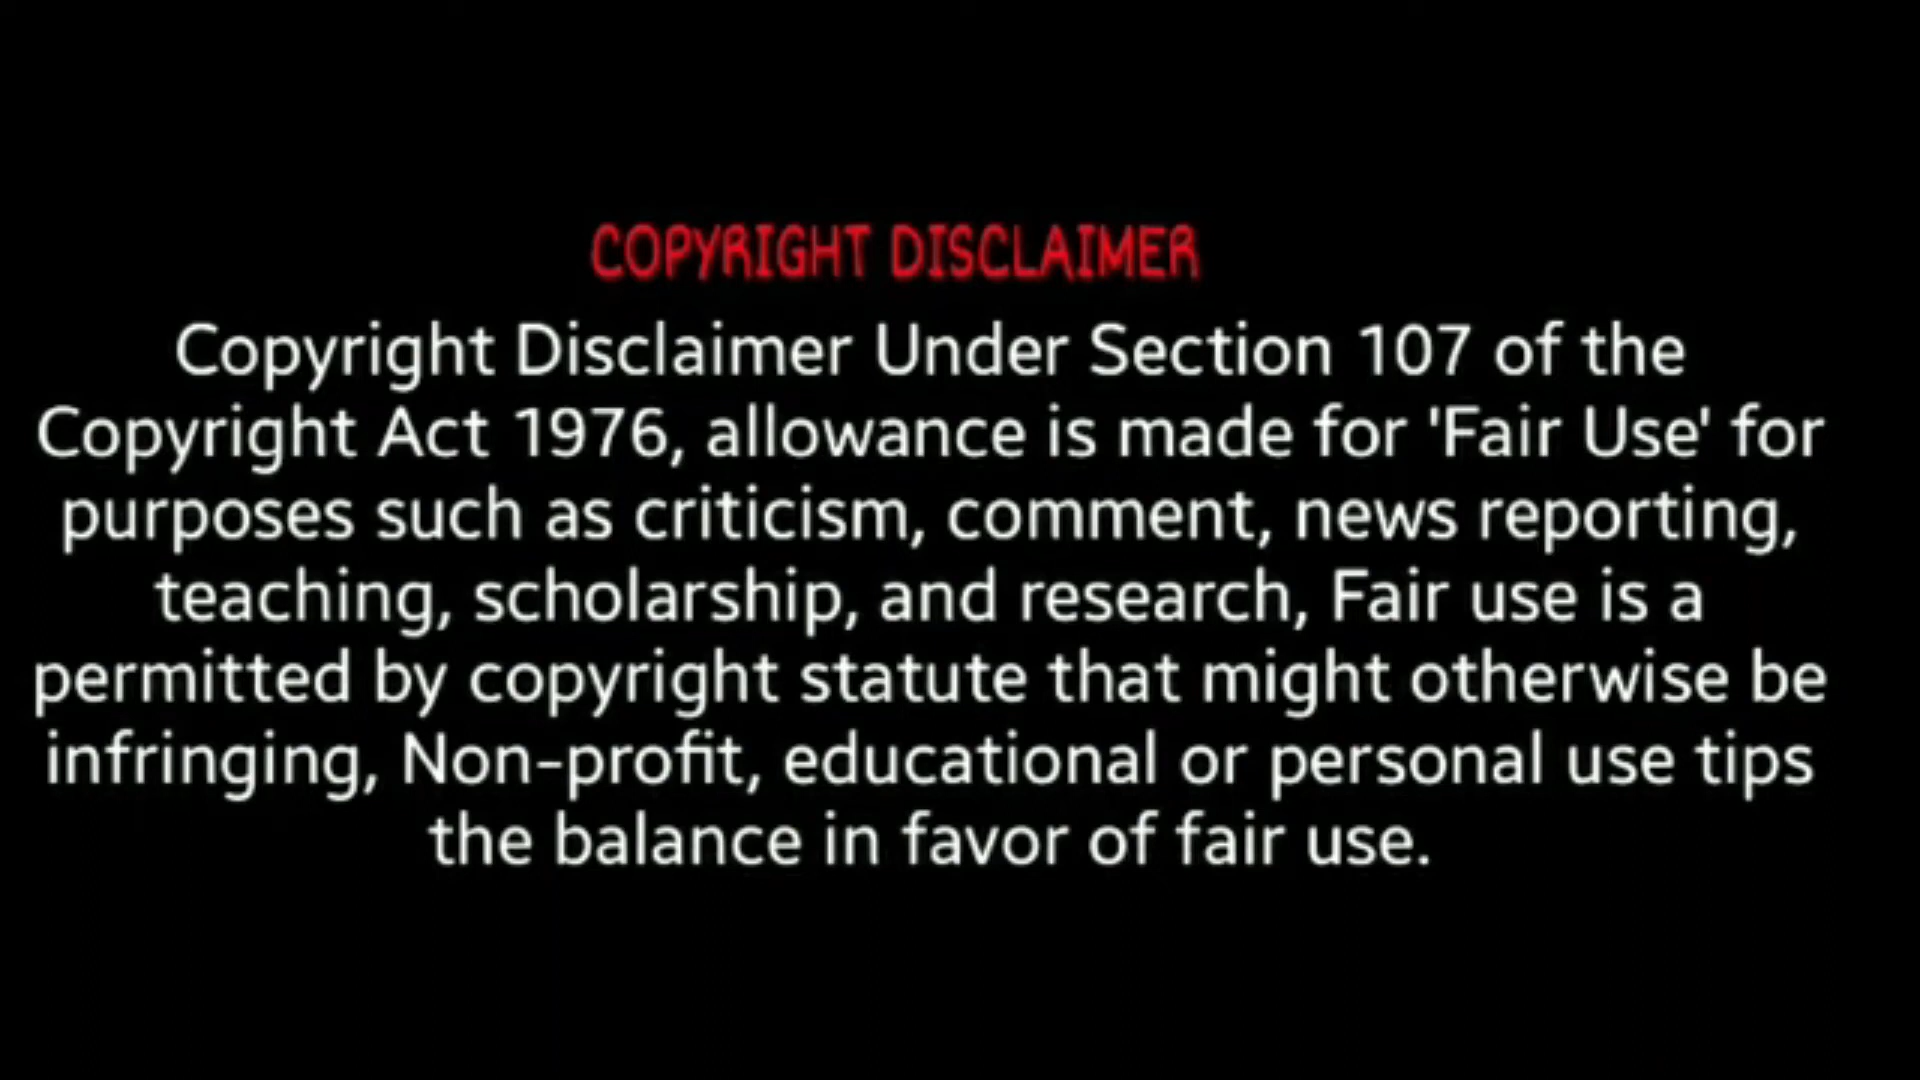 COPYRIGHT DISCLAIMER
Copyright Disclaimer Under Section 107 of the
Copyright Act 1976, allowance is made for 'Fair Use' for
purposes such as criticism, comment, news reporting,
teaching, scholarship, and research, Fair use is a
permitted by copyright statute that might otherwise be
infringing, Non-profit, educational or personal use tips
the balance in favor of fair use.